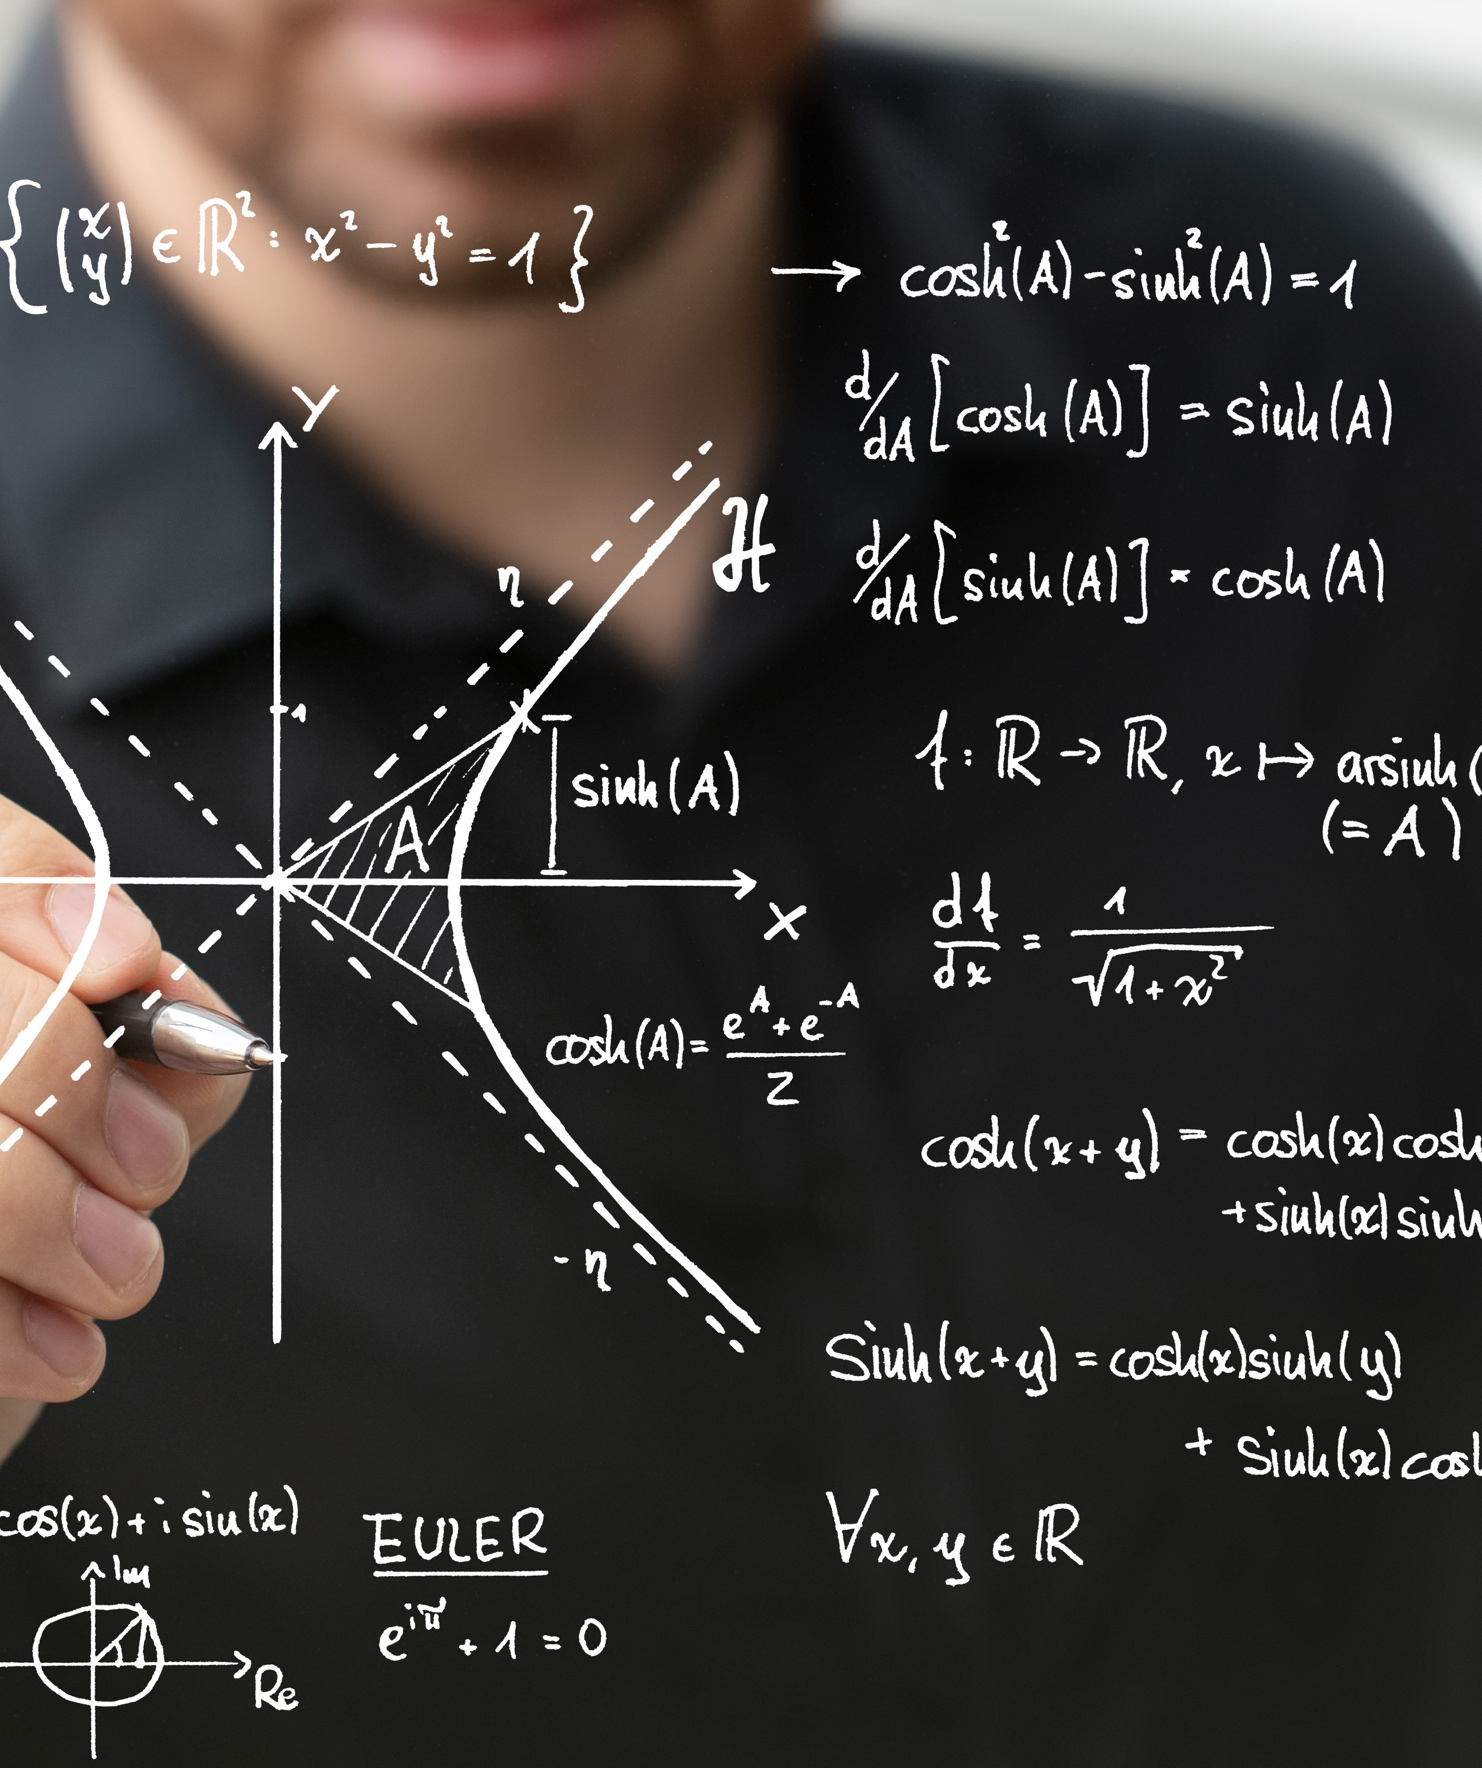 {(x y) ∈ ℝ²: x² - y² = 1}
→ cosh²(A) - sinh²(A) = 1
d/dA [cosh(A)] = sinh(A)
d/dA [sinh(A)] = cosh(A)
Y
ℋ
η
1
sinh(A)
A
X
f: ℝ → ℝ, x ↦ arsinh(
(= A)
df/dx = 1/√(1+x²)
cosh(A) = (e^A + e^-A)/2
cosh(x+y) = cosh(x) cosh
+ sinh(x) sinh
-η
Sinh(x+y) = cosh(x) sinh(y)
+ sinh(x) cosh
∀x, y ∈ ℝ
cos(x) + i sin(x)
Im
Re
EULER
e^iπ + 1 = 0